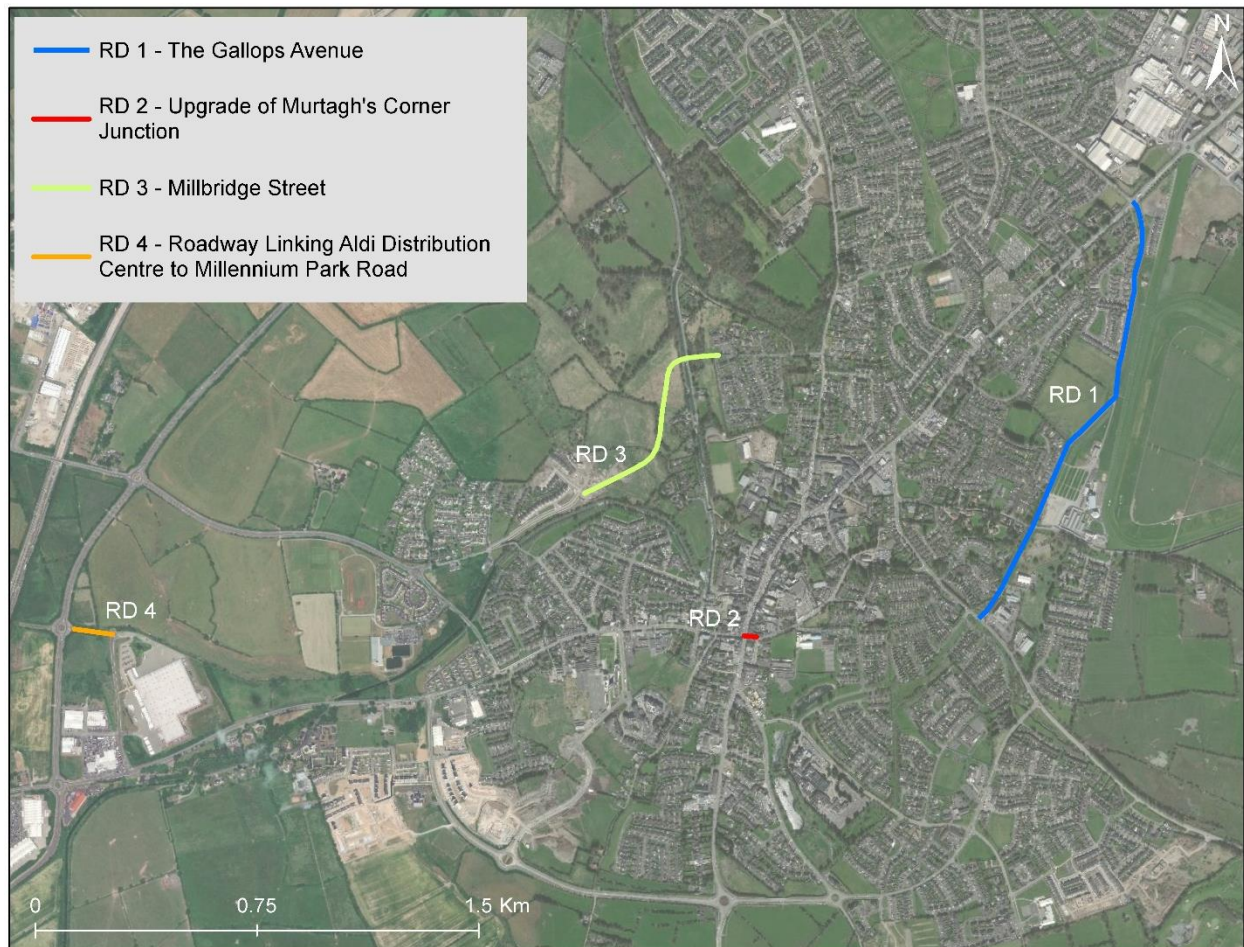 RD 1 - The Gallops Avenue
RD 2 - Upgrade of Murtagh's Corner
Junction
RD 3 - Millbridge Street
RD 4 - Roadway Linking Aldi Distribution
Centre to Millennium Park Road
N
RD 1
RD 3
RD 4
RD 2
0 0.75 1.5 Km